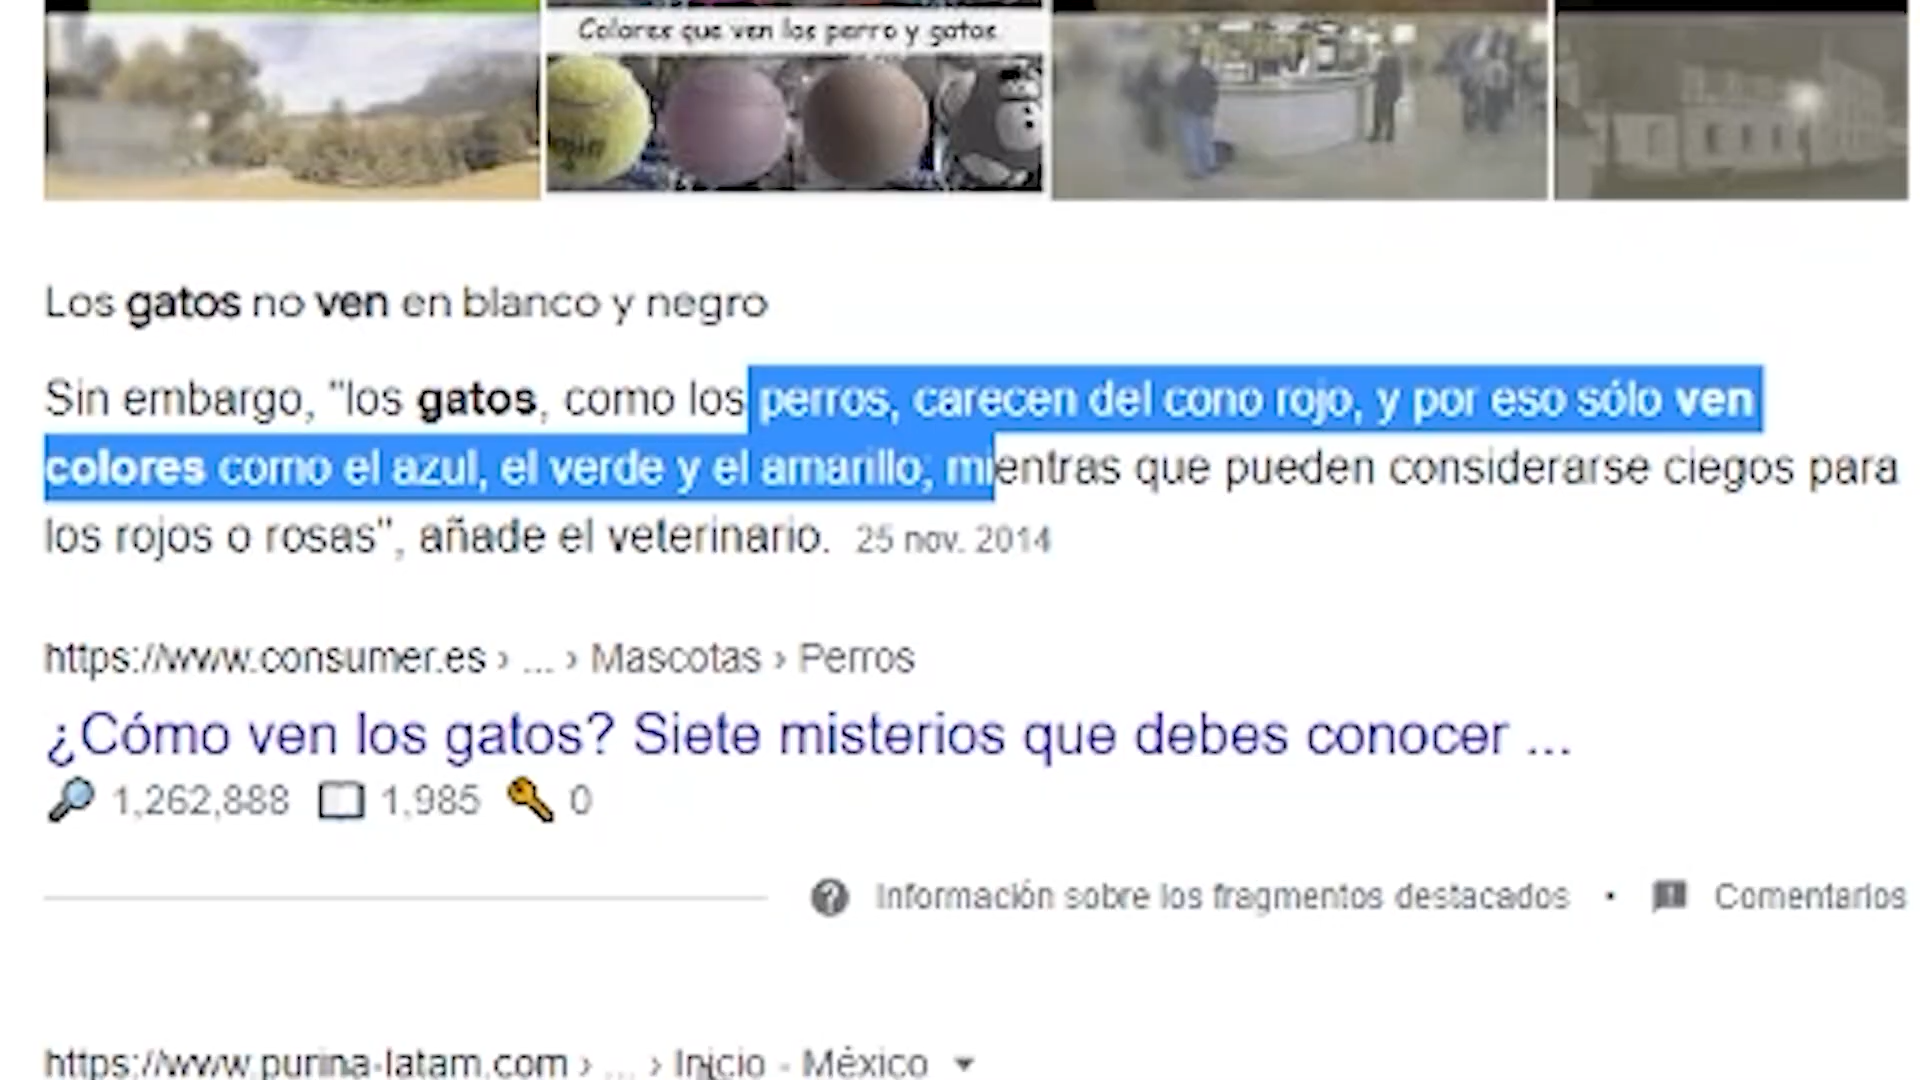 Colores que ven los perro y gatos
Los gatos no ven en blanco y negro
Sin embargo, "los gatos, como los perros, carecen del cono rojo, y por eso sólo ven
colores como el azul, el verde y el amarillo; mientras que pueden considerarse ciegos para
los rojos o rosas", añade el veterinario. 25 nov. 2014
https://www.consumer.es › ... › Mascotas › Perros
¿Cómo ven los gatos? Siete misterios que debes conocer ...
1,262,888 1,985 0
Información sobre los fragmentos destacados · Comentarios
https://www.purina-latam.com › ... › Inicio - México